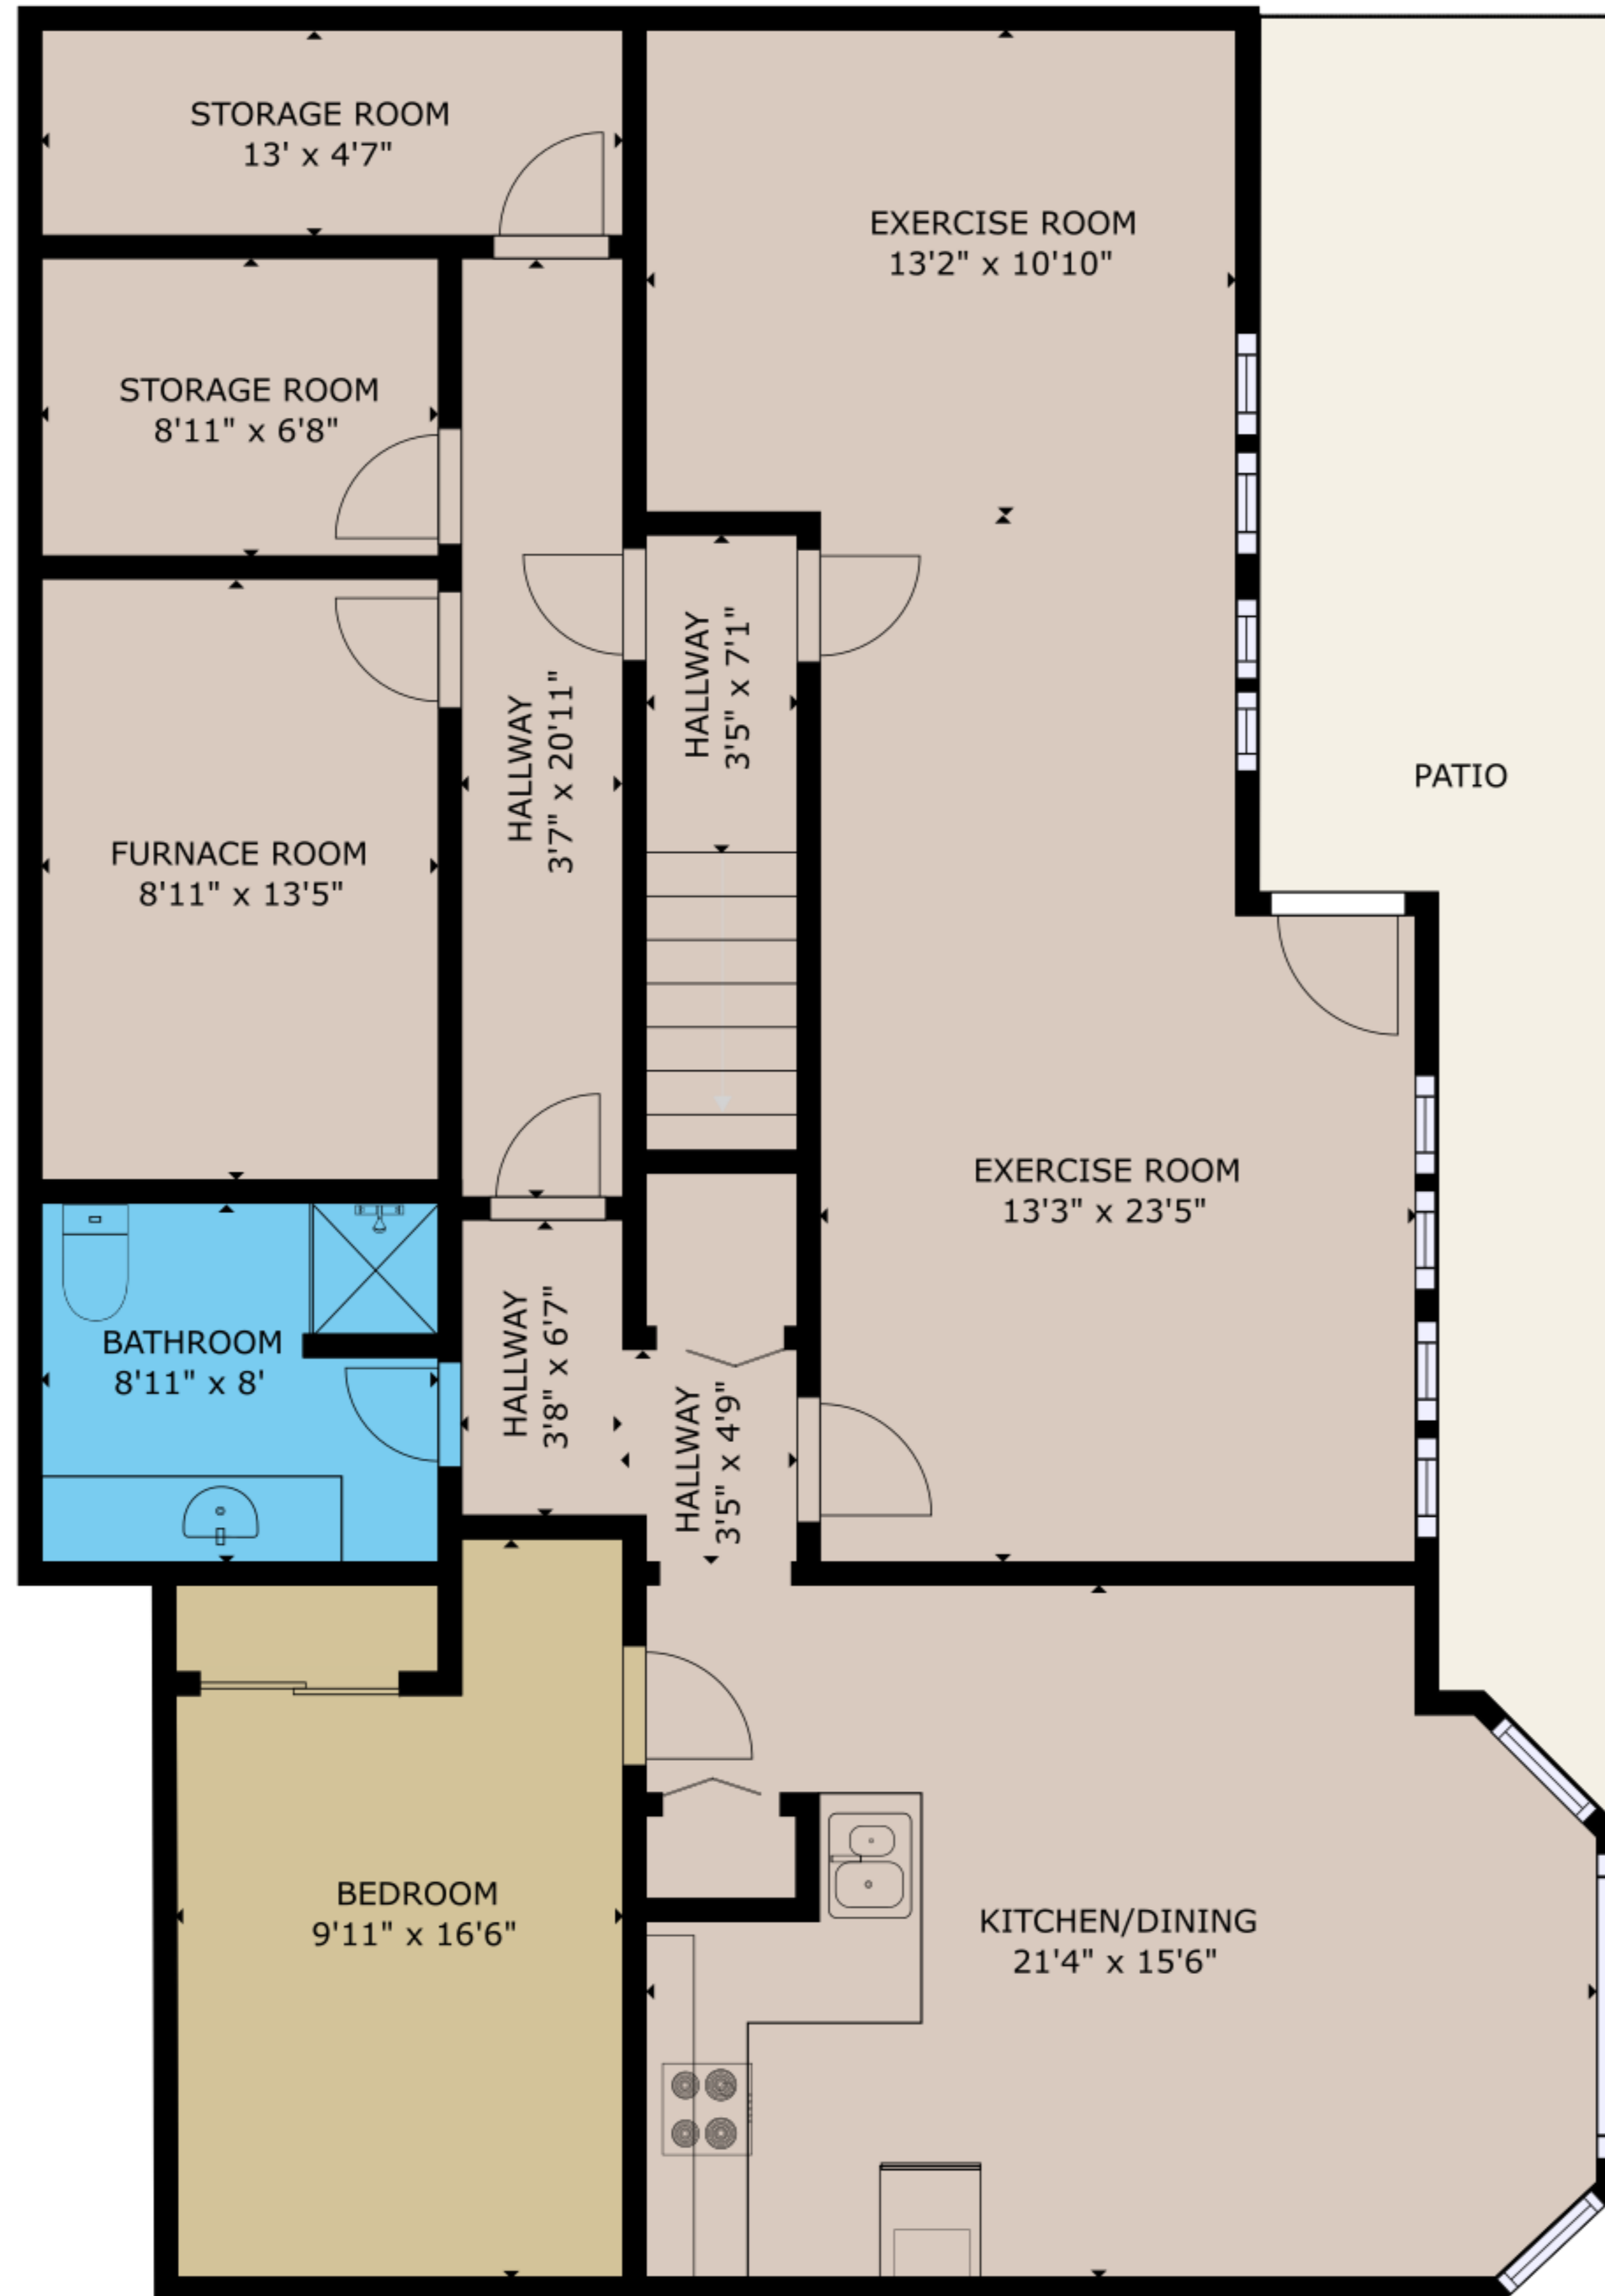 STORAGE ROOM
13' x 4'7"
EXERCISE ROOM
13'2" x 10'10"
STORAGE ROOM
8'11" x 6'8"
HALLWAY
3'5" x 7'1"
HALLWAY
3'7" x 20'11"
PATIO
FURNACE ROOM
8'11" x 13'5"
EXERCISE ROOM
13'3" x 23'5"
BATHROOM
8'11" x 8'
HALLWAY
3'8" x 6'7"
HALLWAY
3'5" x 4'9"
BEDROOM
9'11" x 16'6"
KITCHEN/DINING
21'4" x 15'6"